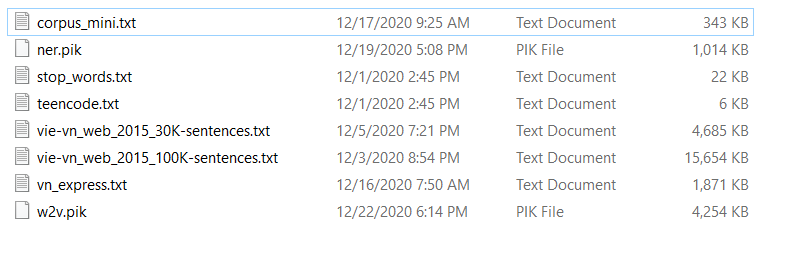 corpus_mini.txt 12/17/2020 9:25 AM Text Document 343 KB
ner.pik 12/19/2020 5:08 PM PIK File 1,014 KB
stop_words.txt 12/1/2020 2:45 PM Text Document 22 KB
teencode.txt 12/1/2020 2:45 PM Text Document 6 KB
vie-vn_web_2015_30K-sentences.txt 12/5/2020 7:21 PM Text Document 4,685 KB
vie-vn_web_2015_100K-sentences.txt 12/3/2020 8:54 PM Text Document 15,654 KB
vn_express.txt 12/16/2020 7:50 AM Text Document 1,871 KB
w2v.pik 12/22/2020 6:14 PM PIK File 4,254 KB